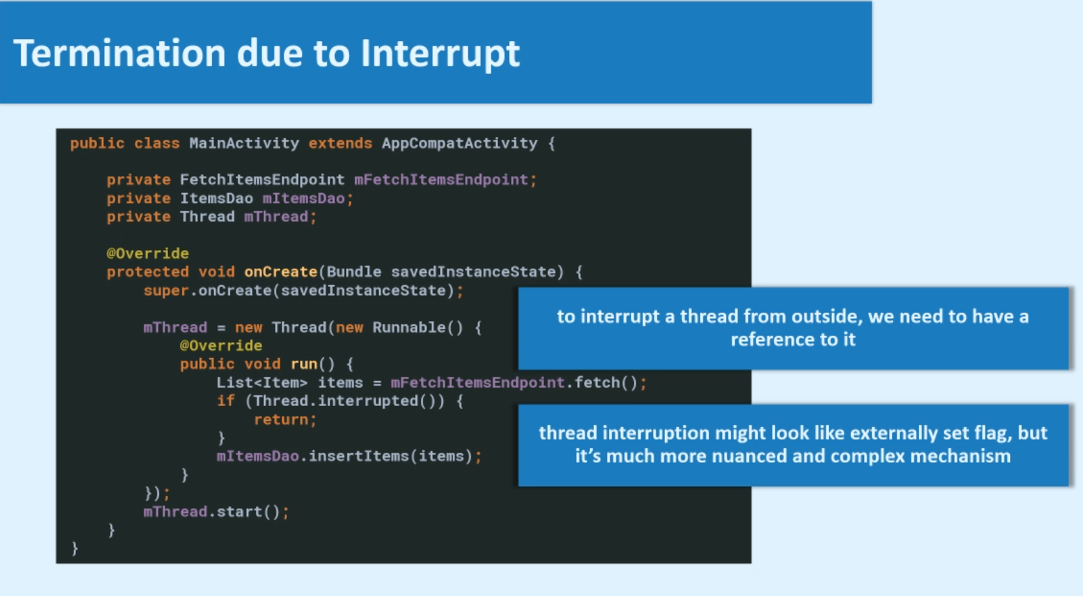 Termination due to Interrupt
public class MainActivity extends AppCompatActivity {
private FetchItemsEndpoint mFetchItemsEndpoint;
private ItemsDao mItemsDao;
private Thread mThread;
@Override
protected void onCreate(Bundle savedInstanceState) {
super.onCreate(savedInstanceState);
mThread = new Thread(new Runnable() {
@Override
public void run() {
List<Item> items = mFetchItemsEndpoint.fetch();
if (Thread.interrupted()) {
return;
}
mItemsDao.insertItems(items);
}
});
mThread.start();
}
}
to interrupt a thread from outside, we need to have a
reference to it
thread interruption might look like externally set flag, but
it’s much more nuanced and complex mechanism